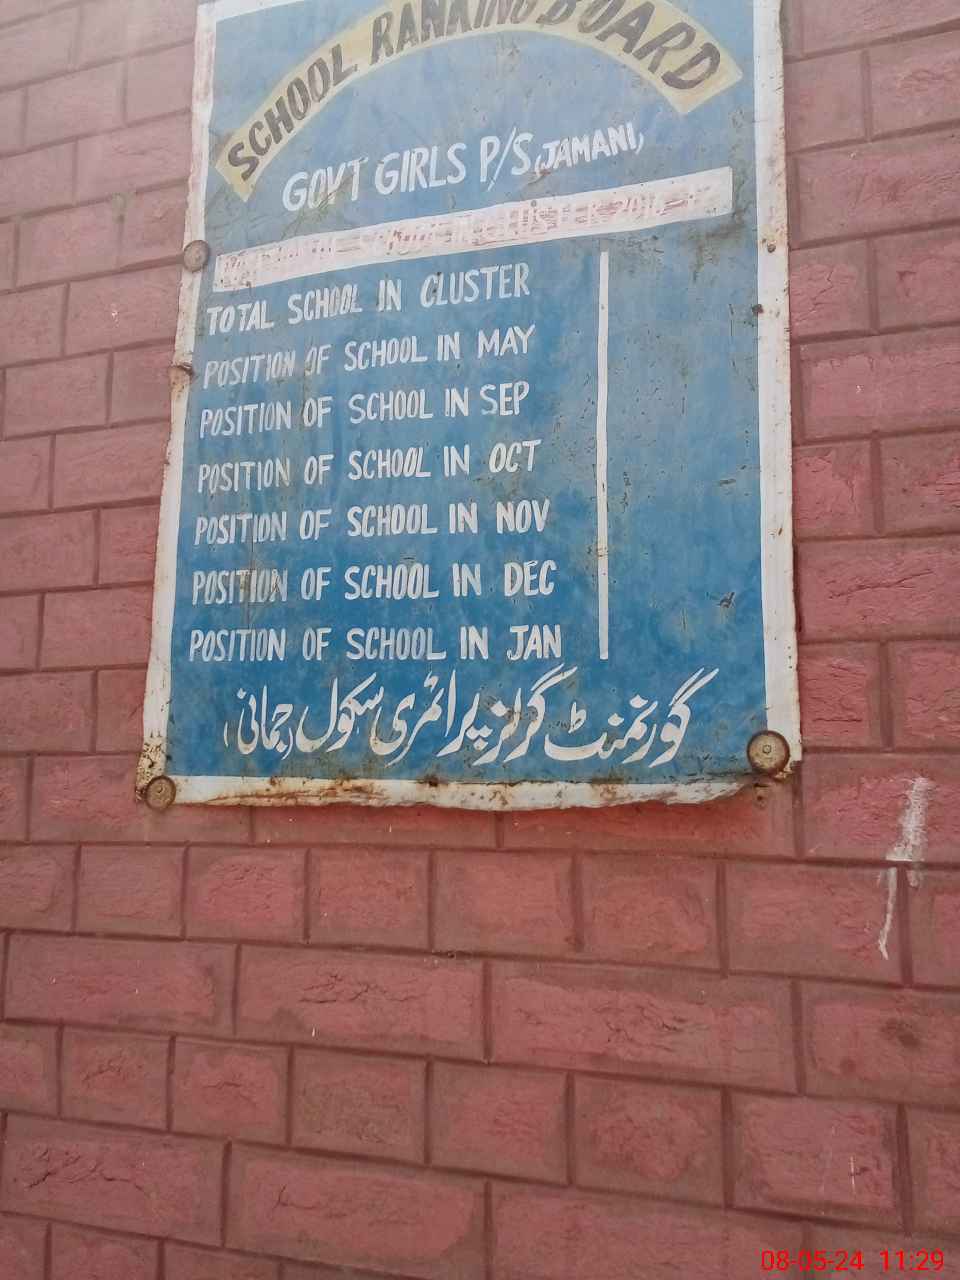 SCHOOL RANKING BOARD
GOVT GIRLS P/S (JAMANI)
TOTAL SCHOOL IN CLUSTER
POSITION OF SCHOOL IN MAY
POSITION OF SCHOOL IN SEP
POSITION OF SCHOOL IN OCT
POSITION OF SCHOOL IN NOV
POSITION OF SCHOOL IN DEC
POSITION OF SCHOOL IN JAN
گورنمنٹ گرلز پرائمری سکول (جمانی)
08-05-24 11:29